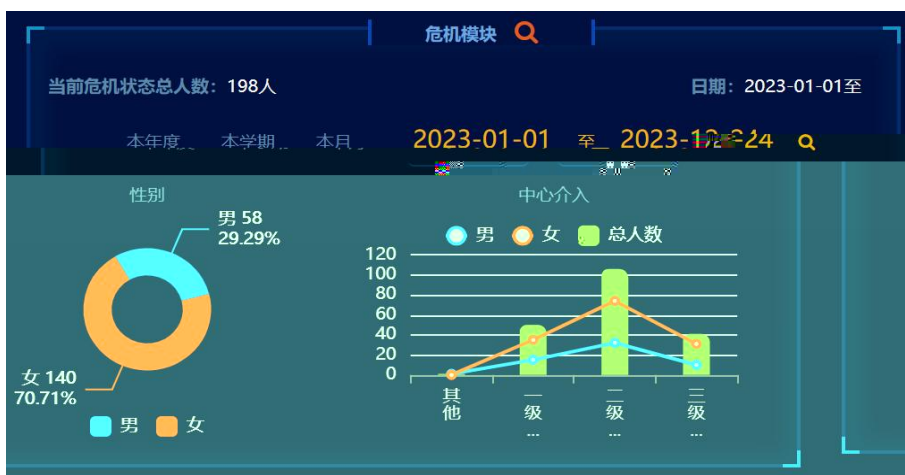 危机模块
当前危机状态总人数：198人
日期：2023-01-01至
本年度 本学期 本月 2023-01-01 至 2023-12-24
性别
男 58
29.29%
女 140
70.71%
男 女
中心介入
男 女 总人数
120
100
80
60
40
20
0
其他
一级...
二级...
三级...